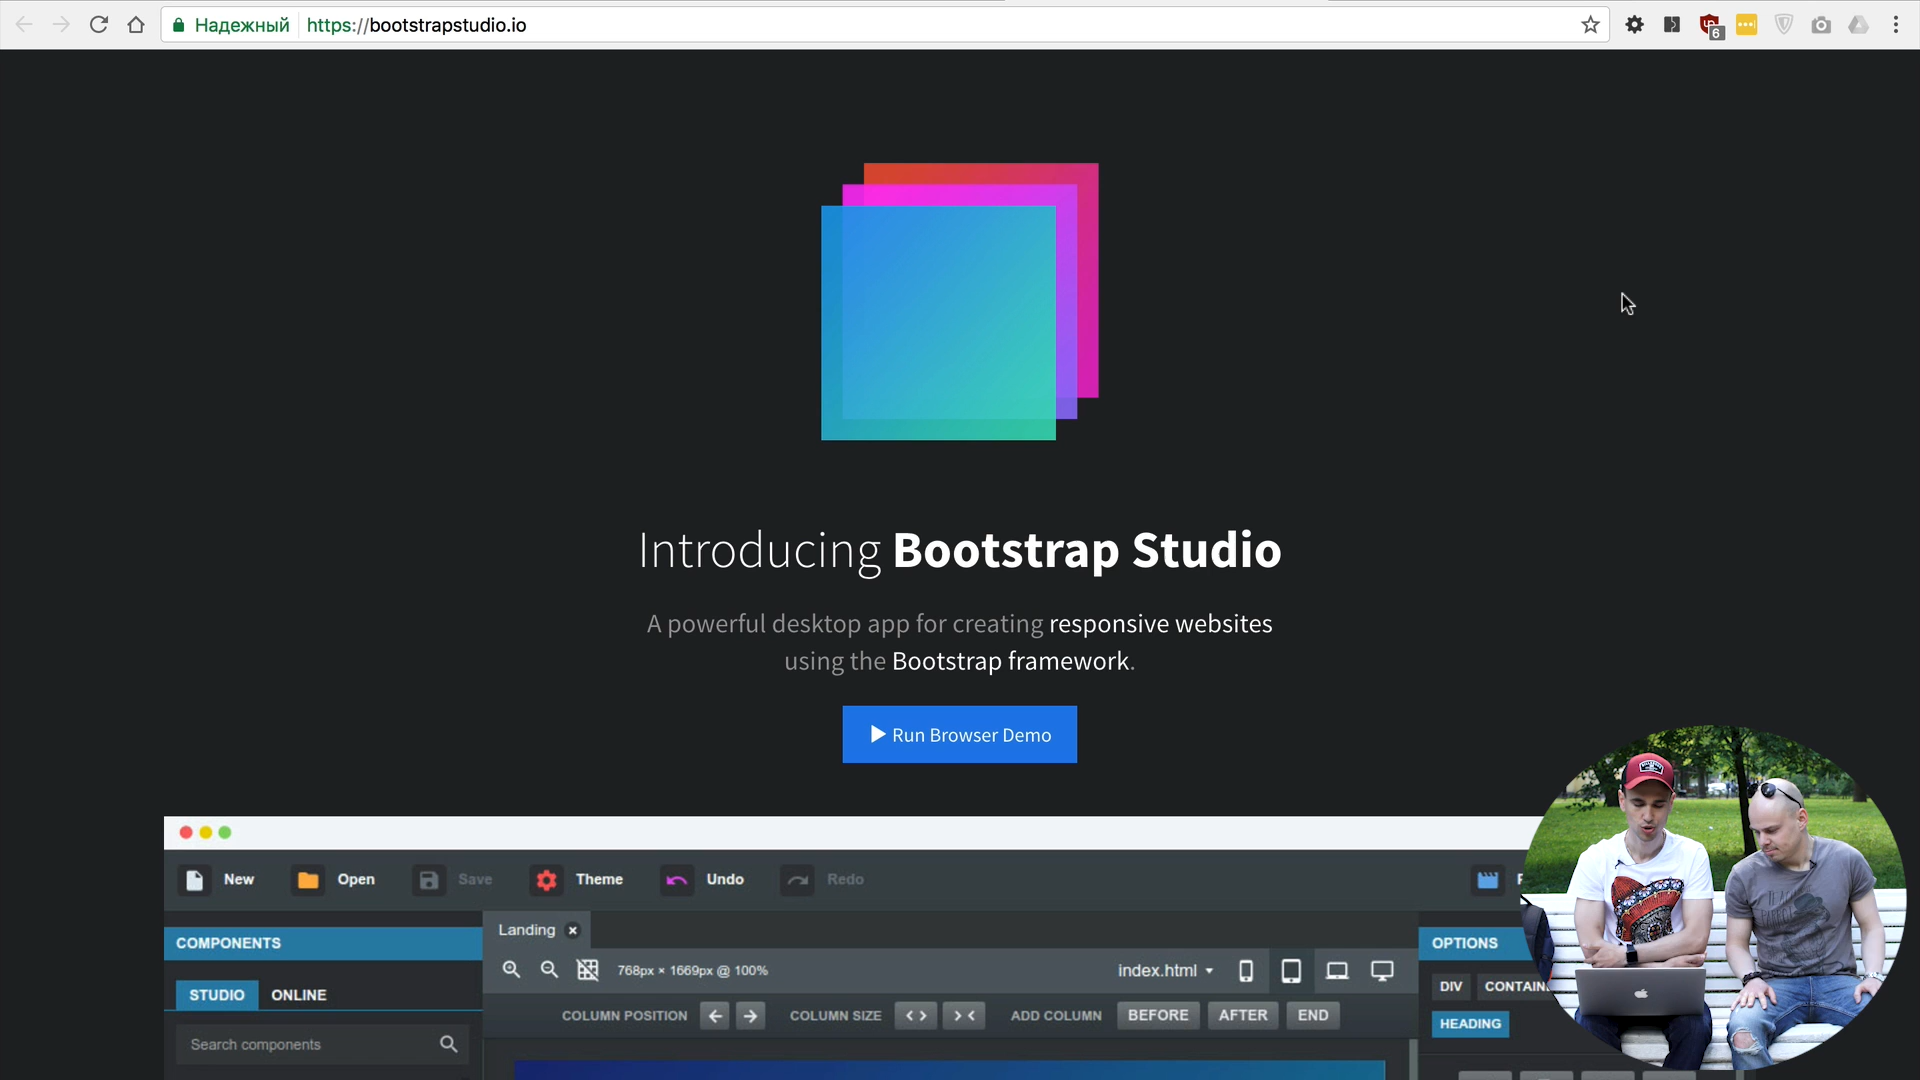 Надежный
https://bootstrapstudio.io
6
Introducing Bootstrap Studio
A powerful desktop app for creating responsive websites
using the Bootstrap framework.
Run Browser Demo
New
Open
Save
Theme
Undo
Redo
COMPONENTS
Landing
OPTIONS
768px × 1669px @ 100%
index.html
STUDIO
ONLINE
DIV
COLUMN POSITION
COLUMN SIZE
ADD COLUMN
BEFORE
AFTER
END
HEADING
Search components